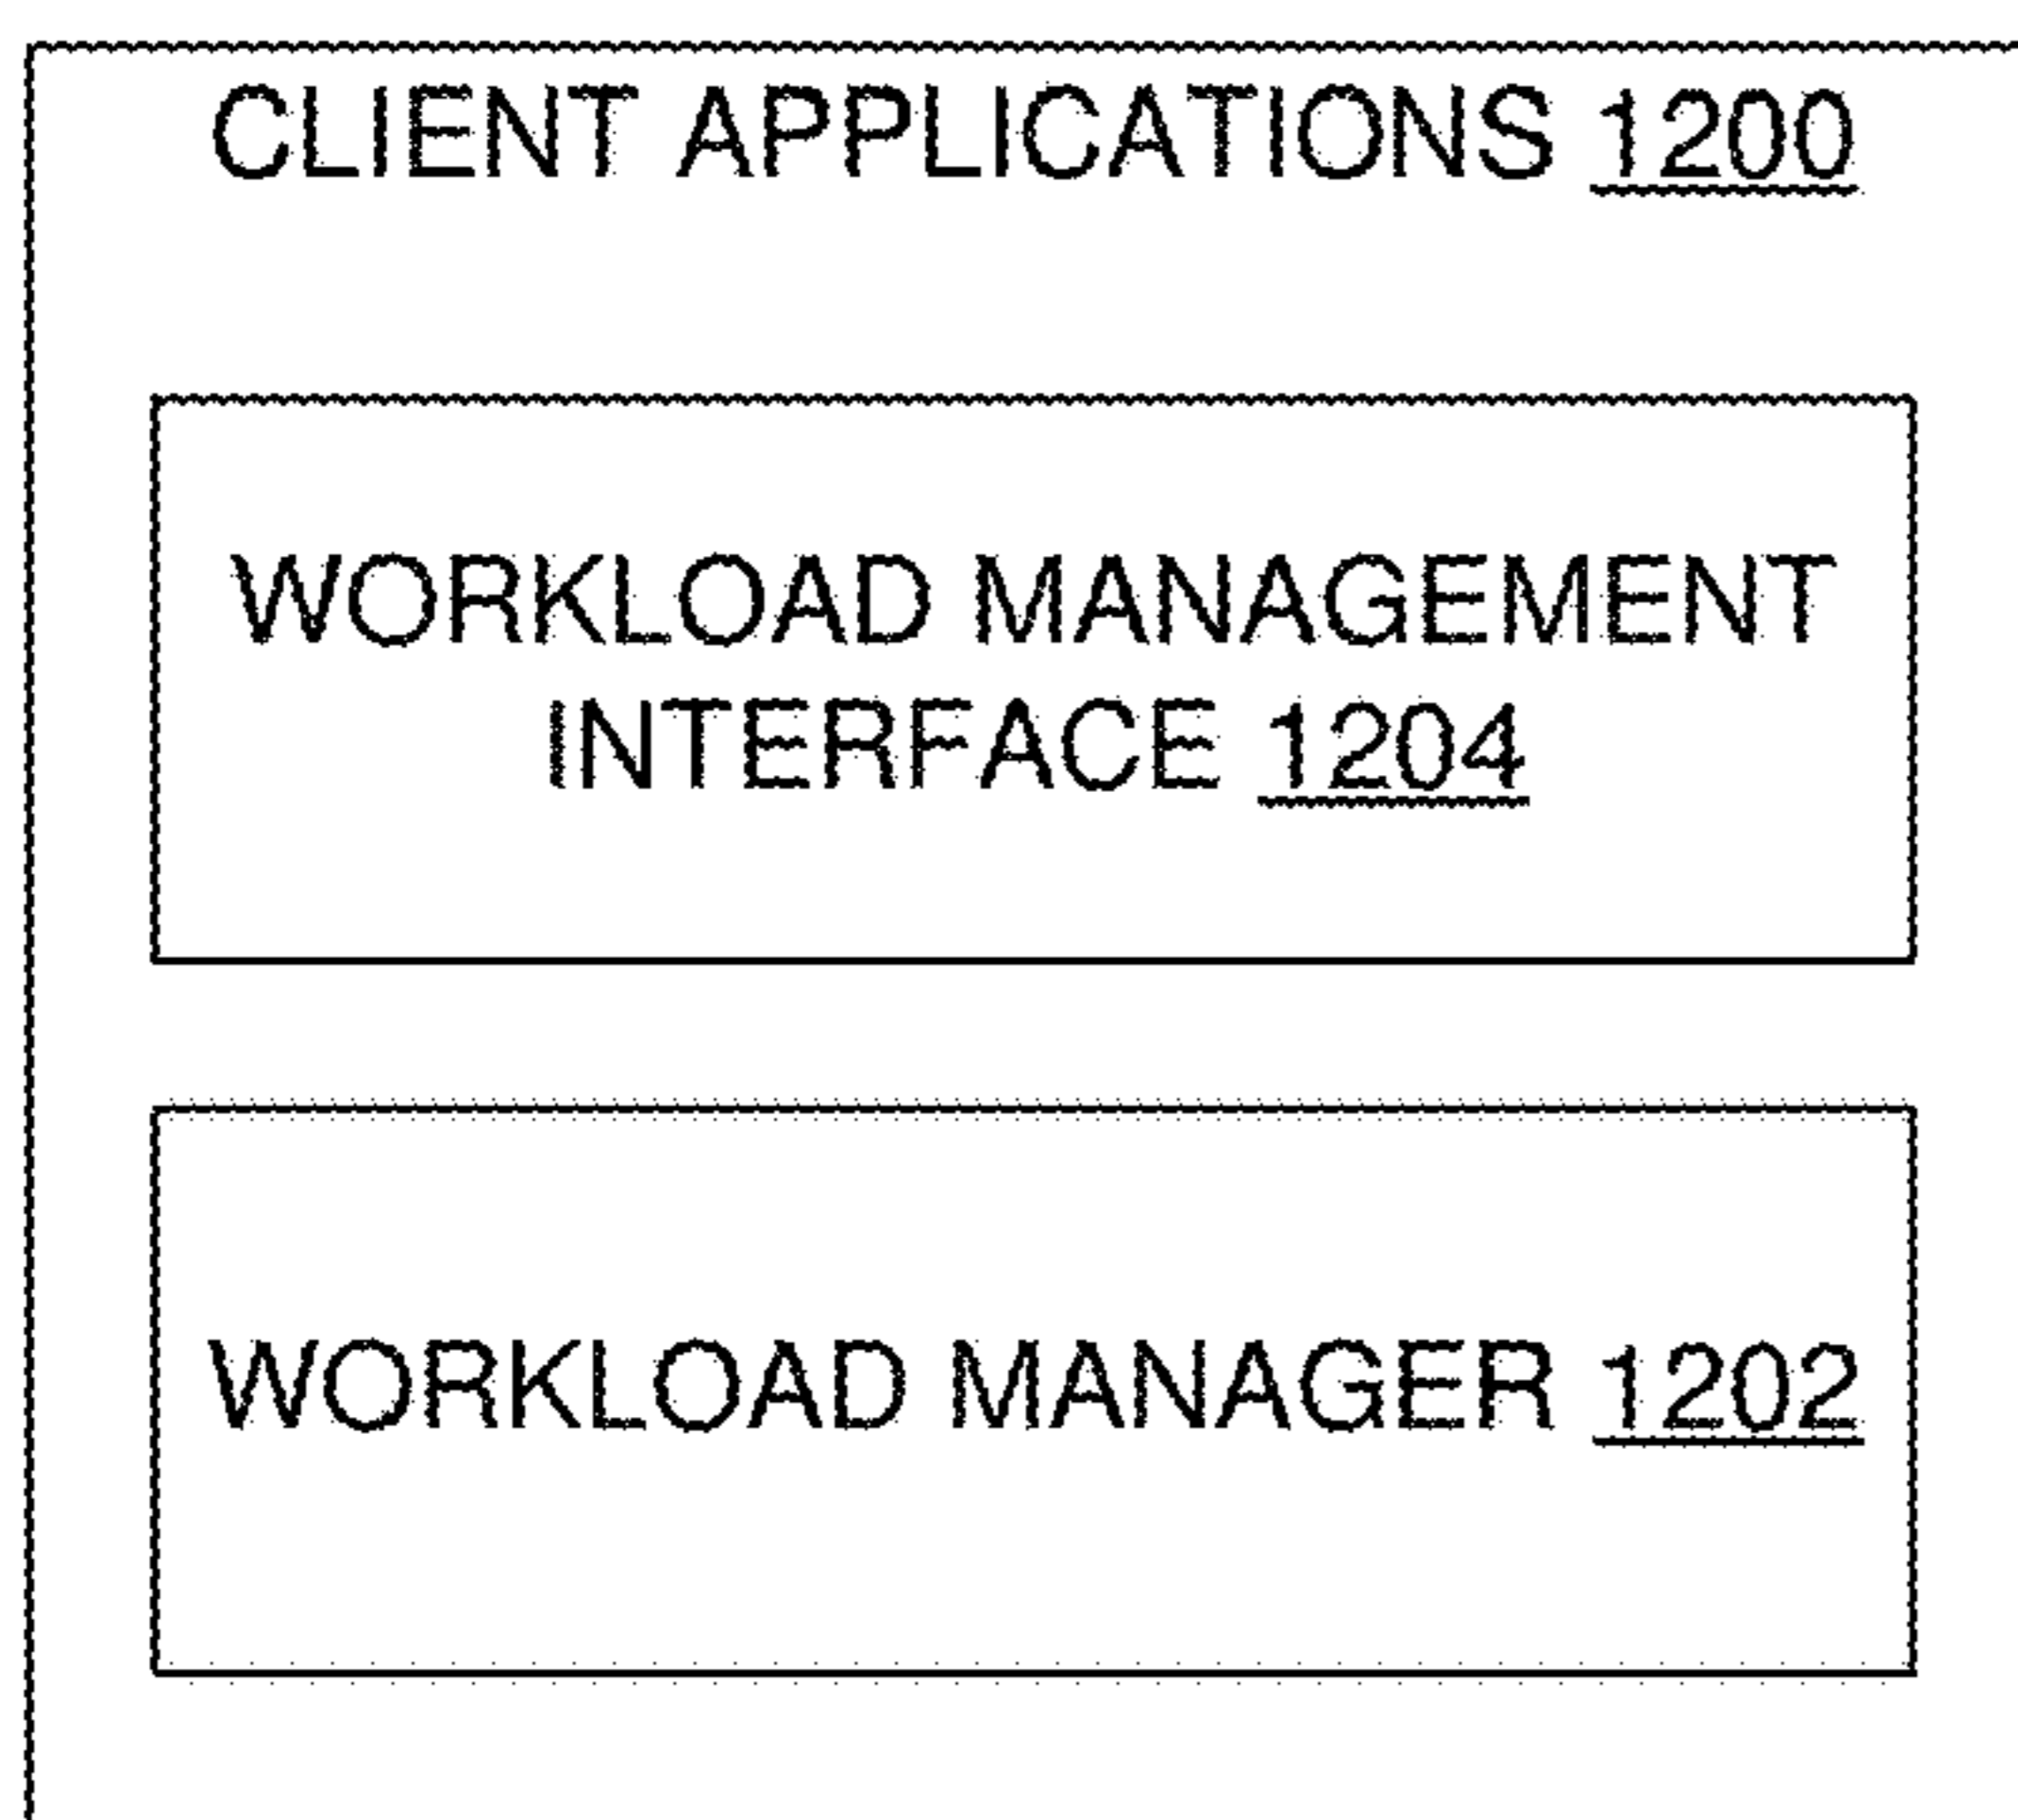 CLIENT APPLICATIONS 1200
WORKLOAD MANAGEMENT
INTERFACE 1204
WORKLOAD MANAGER 1202